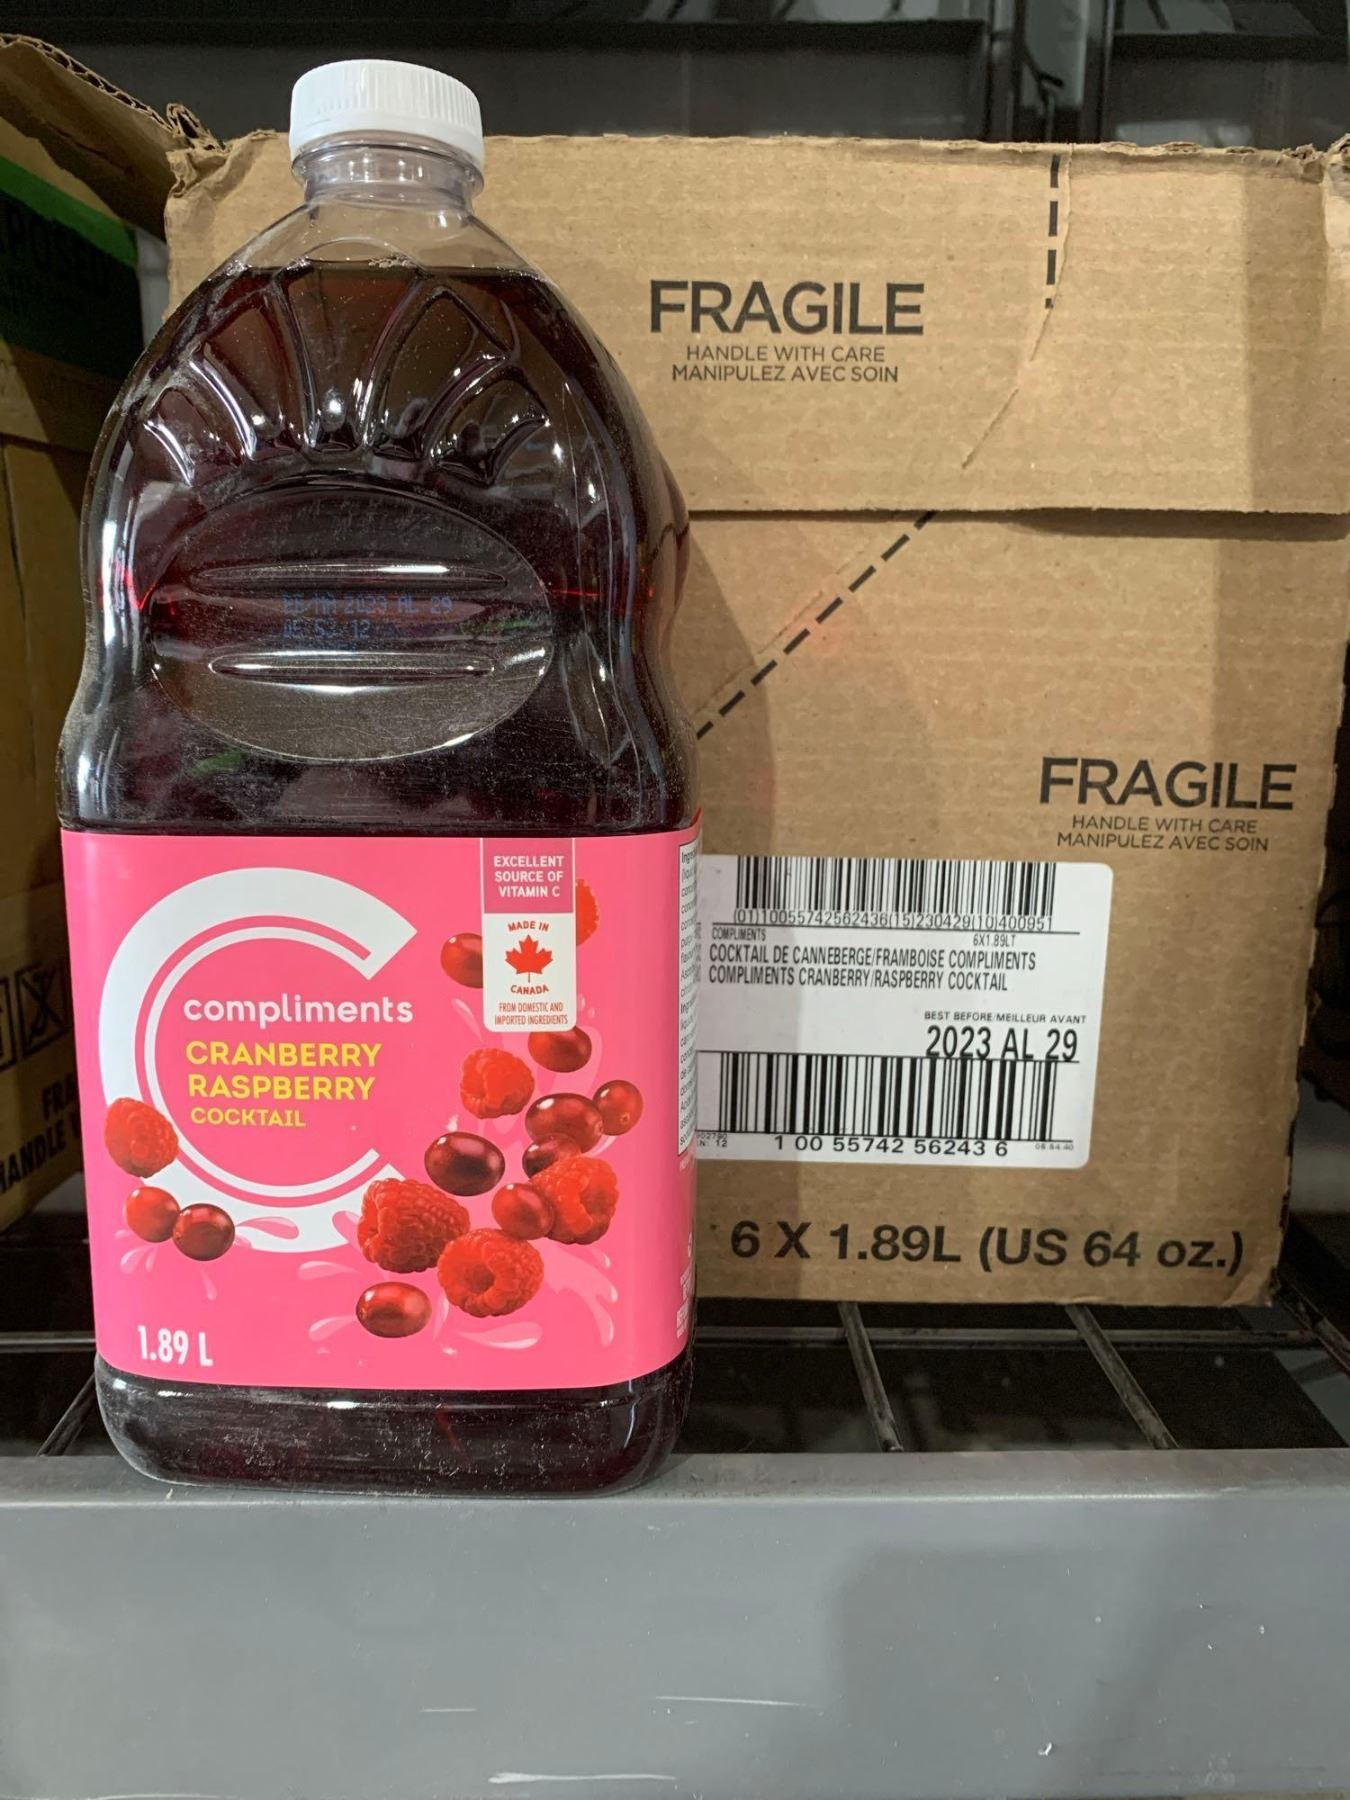 FRAGILE
HANDLE WITH CARE
MANIPULEZ AVEC SOIN
2023 AL 29
EXCELLENT
SOURCE OF
VITAMIN C
MADE IN
CANADA
FROM DOMESTIC AND
IMPORTED INGREDIENTS
compliments
CRANBERRY
RASPBERRY
COCKTAIL
1.89 L
FRAGILE
HANDLE WITH CARE
MANIPULEZ AVEC SOIN
(01)10055742562436(15)230429(10)400951
COMPLIMENTS 6X1.89LT
COCKTAIL DE CANNEBERGE/FRAMBOISE COMPLIMENTS
COMPLIMENTS CRANBERRY/RASPBERRY COCKTAIL
BEST BEFORE/MEILLEUR AVANT
2023 AL 29
1 00 55742 56243 6
6 X 1.89L (US 64 oz.)